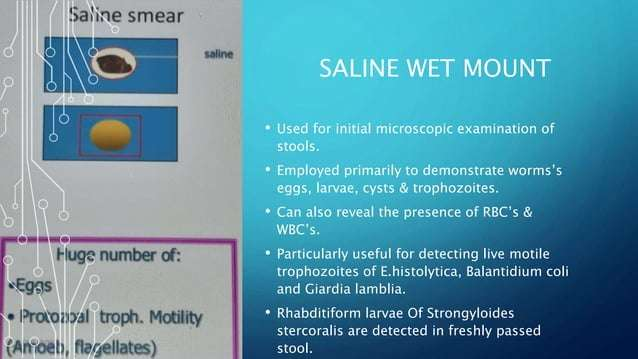 Saline smear
saline
Huge number of:
•Eggs
• Protozoal troph. Motility
(Amoeb, flagellates)
SALINE WET MOUNT
• Used for initial microscopic examination of
stools.
• Employed primarily to demonstrate worms's
eggs, larvae, cysts & trophozoites.
• Can also reveal the presence of RBC's &
WBC's.
• Particularly useful for detecting live motile
trophozoites of E.histolytica, Balantidium coli
and Giardia lamblia.
• Rhabditiform larvae Of Strongyloides
stercoralis are detected in freshly passed
stool.